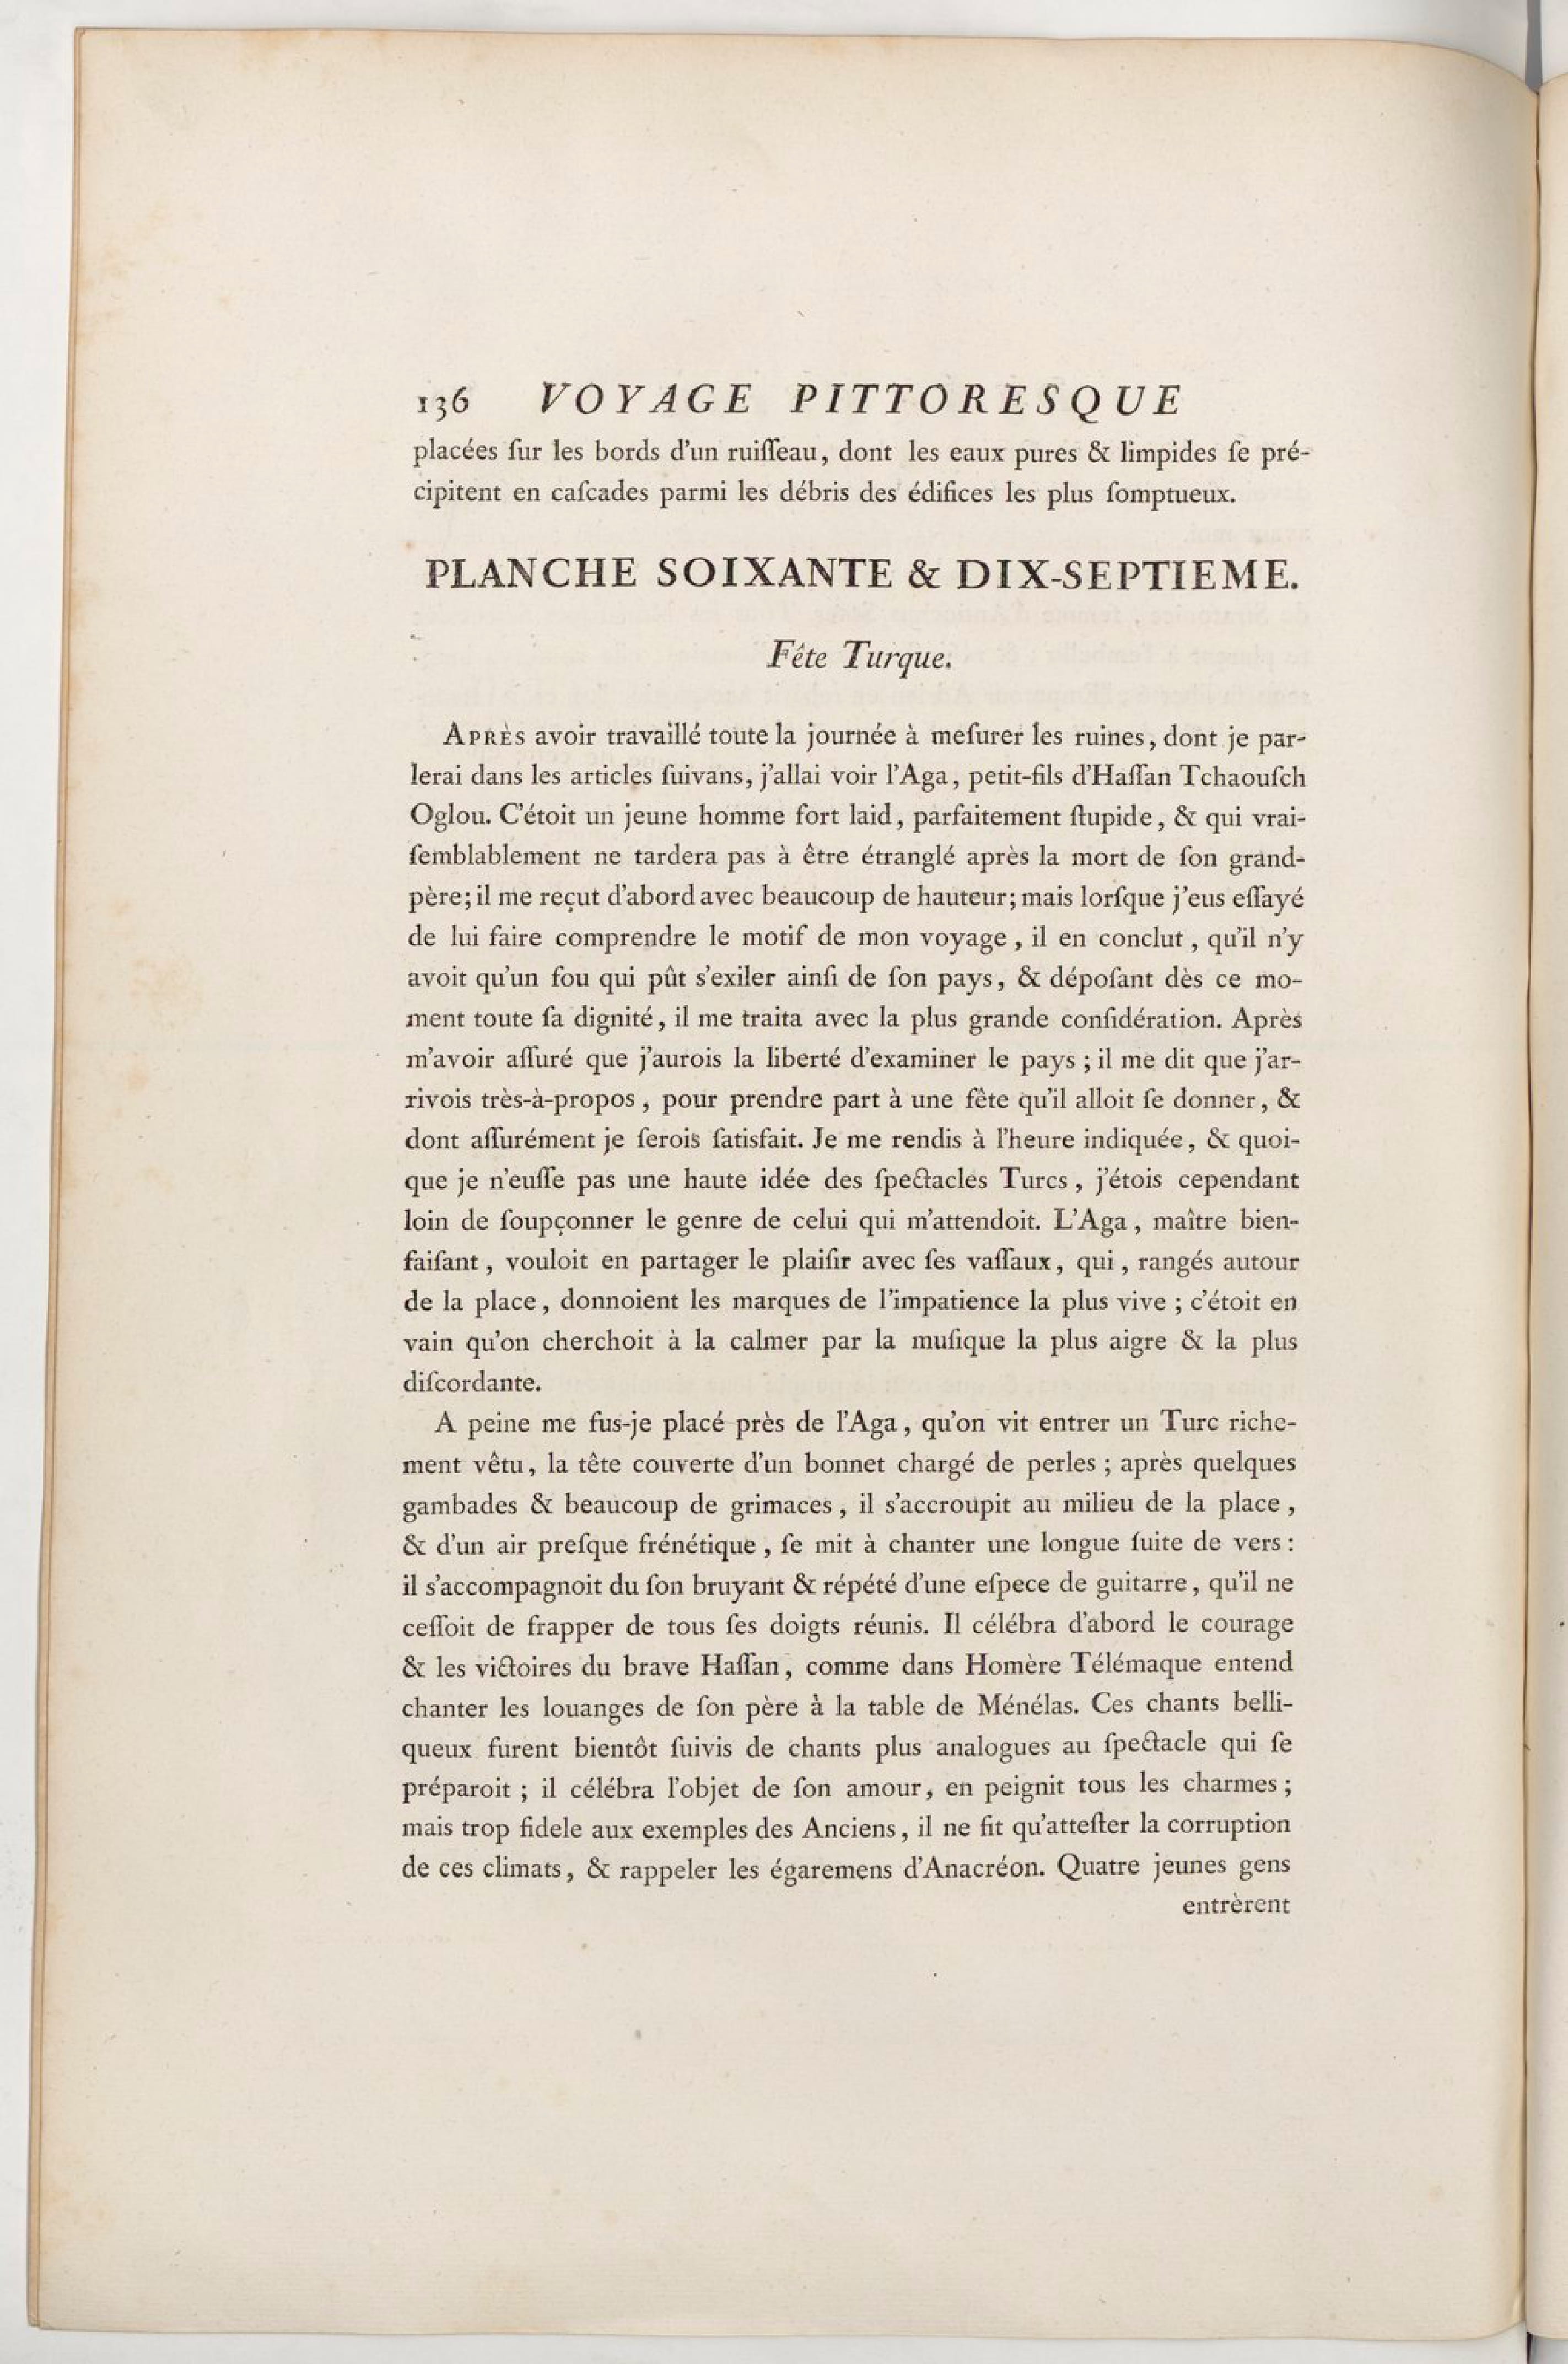 136 VOYAGE PITTORESQUE
placées ſur les bords d'un ruiſſeau, dont les eaux pures & limpides ſe pré-
cipitent en caſcades parmi les débris des édifices les plus ſomptueux.
PLANCHE SOIXANTE & DIX-SEPTIEME.
Fête Turque.
APRÈS avoir travaillé toute la journée à meſurer les ruines, dont je par-
lerai dans les articles ſuivans, j'allai voir l'Aga, petit-fils d'Haſſan Tchaouſch
Oglou. C'étoit un jeune homme fort laid, parfaitement ſtupide, & qui vrai-
ſemblablement ne tardera pas à être étranglé après la mort de ſon grand-
père; il me reçut d'abord avec beaucoup de hauteur; mais lorſque j'eus eſſayé
de lui faire comprendre le motif de mon voyage, il en conclut, qu'il n'y
avoit qu'un fou qui pût s'exiler ainſi de ſon pays, & dépoſant dès ce mo-
ment toute ſa dignité, il me traita avec la plus grande conſidération. Après
m'avoir aſſuré que j'aurois la liberté d'examiner le pays ; il me dit que j'ar-
rivois très-à-propos, pour prendre part à une fête qu'il alloit ſe donner, &
dont aſſurément je ſerois ſatisfait. Je me rendis à l'heure indiquée, & quoi-
que je n'euſſe pas une haute idée des ſpectacles Turcs, j'étois cependant
loin de ſoupçonner le genre de celui qui m'attendoit. L'Aga, maître bien-
faiſant, vouloit en partager le plaiſir avec ſes vaſſaux, qui, rangés autour
de la place, donnoient les marques de l'impatience la plus vive ; c'étoit en
vain qu'on cherchoit à la calmer par la muſique la plus aigre & la plus
diſcordante.
A peine me fus-je placé près de l'Aga, qu'on vit entrer un Turc riche-
ment vêtu, la tête couverte d'un bonnet chargé de perles ; après quelques
gambades & beaucoup de grimaces, il s'accroupit au milieu de la place,
& d'un air preſque frénétique, ſe mit à chanter une longue ſuite de vers :
il s'accompagnoit du ſon bruyant & répété d'une eſpece de guitarre, qu'il ne
ceſſoit de frapper de tous ſes doigts réunis. Il célébra d'abord le courage
& les victoires du brave Haſſan, comme dans Homère Télémaque entend
chanter les louanges de ſon père à la table de Ménélas. Ces chants belli-
queux furent bientôt ſuivis de chants plus analogues au ſpectacle qui ſe
préparoit ; il célébra l'objet de ſon amour, en peignit tous les charmes ;
mais trop fidele aux exemples des Anciens, il ne fit qu'atteſter la corruption
de ces climats, & rappeler les égaremens d'Anacréon. Quatre jeunes gens
entrèrent